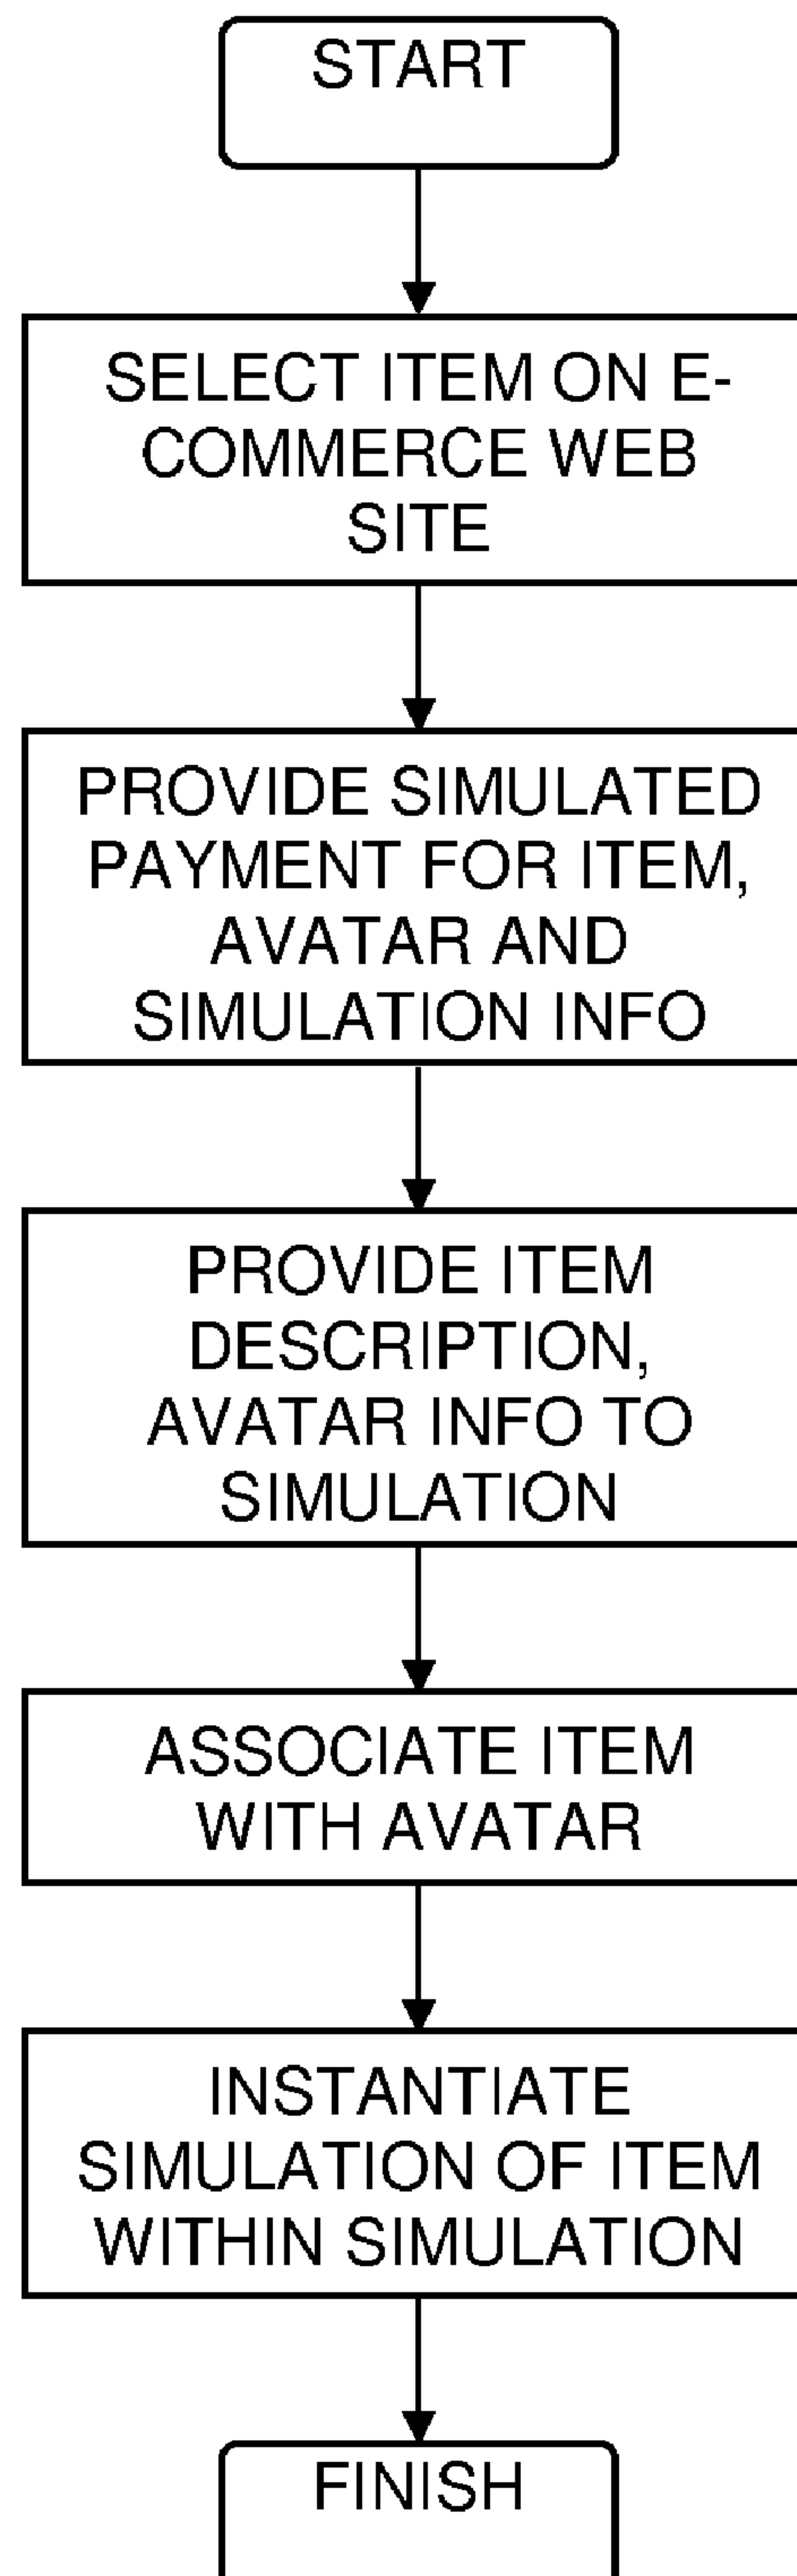 START
SELECT ITEM ON E-
COMMERCE WEB
SITE
PROVIDE SIMULATED
PAYMENT FOR ITEM,
AVATAR AND
SIMULATION INFO
PROVIDE ITEM
DESCRIPTION,
AVATAR INFO TO
SIMULATION
ASSOCIATE ITEM
WITH AVATAR
INSTANTIATE
SIMULATION OF ITEM
WITHIN SIMULATION
FINISH